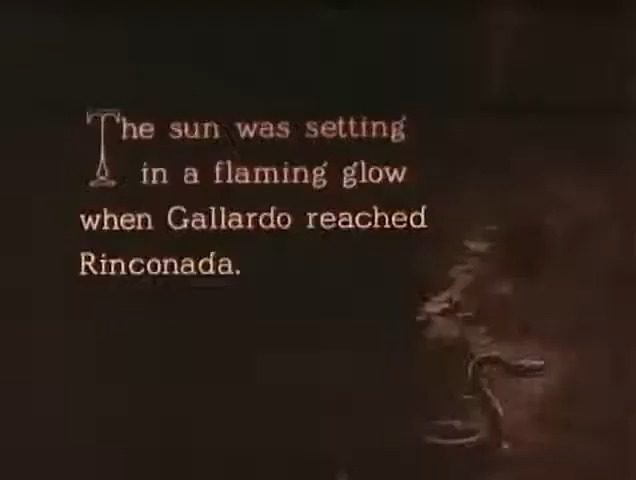 The sun was setting
in a flaming glow
when Gallardo reached
Rinconada.